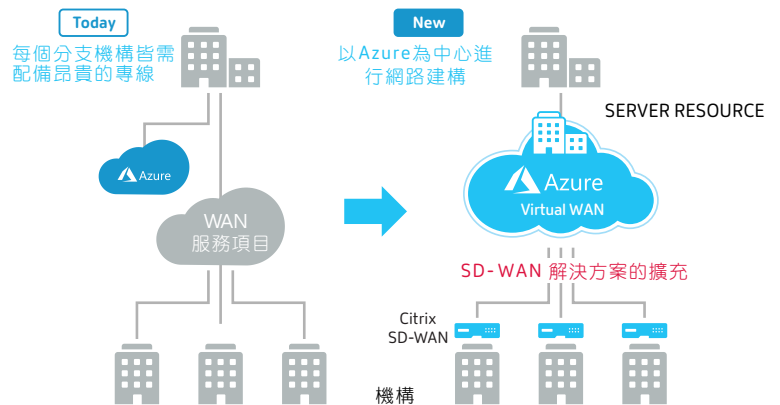 Today
每個分支機構皆需
配備昂貴的專線
Azure
WAN
服務項目
New
以Azure為中心進
行網路建構
SERVER RESOURCE
Azure
Virtual WAN
SD-WAN 解決方案的擴充
Citrix
SD-WAN
機構